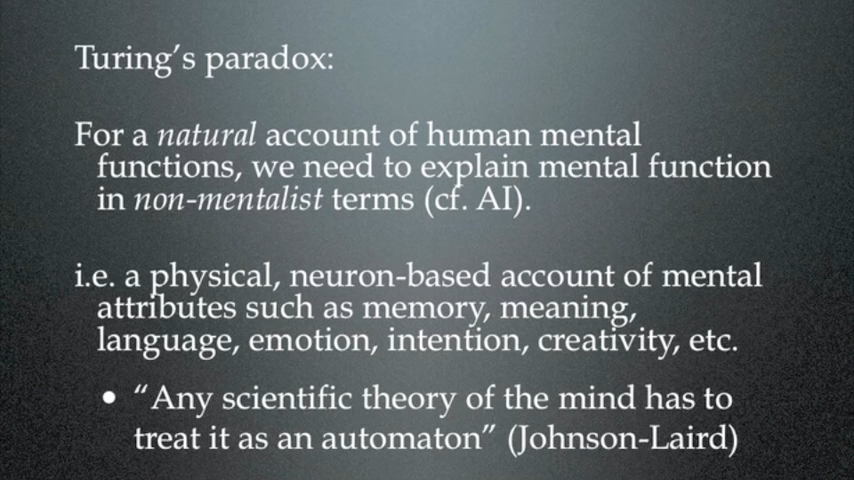 Turing’s paradox:
For a natural account of human mental
functions, we need to explain mental function
in non-mentalist terms (cf. AI).
i.e. a physical, neuron-based account of mental
attributes such as memory, meaning,
language, emotion, intention, creativity, etc.
• “Any scientific theory of the mind has to
treat it as an automaton” (Johnson-Laird)